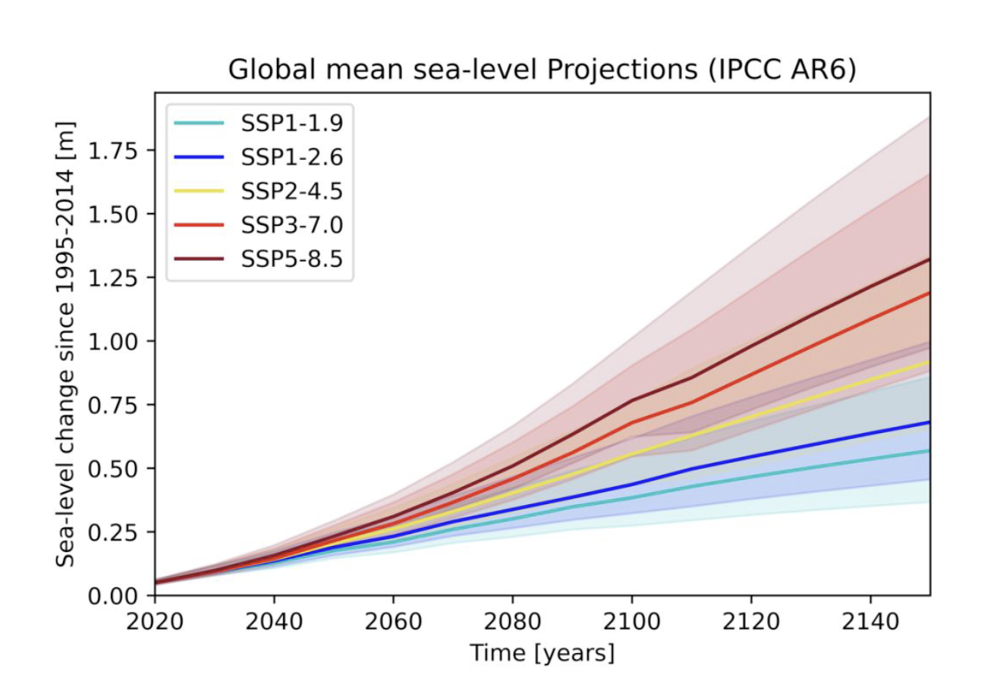 Global mean sea-level Projections (IPCC AR6)
SSP1-1.9
SSP1-2.6
SSP2-4.5
SSP3-7.0
SSP5-8.5
Sea-level change since 1995-2014 [m]
1.75
1.50
1.25
1.00
0.75
0.50
0.25
0.00
2020 2040 2060 2080 2100 2120 2140
Time [years]